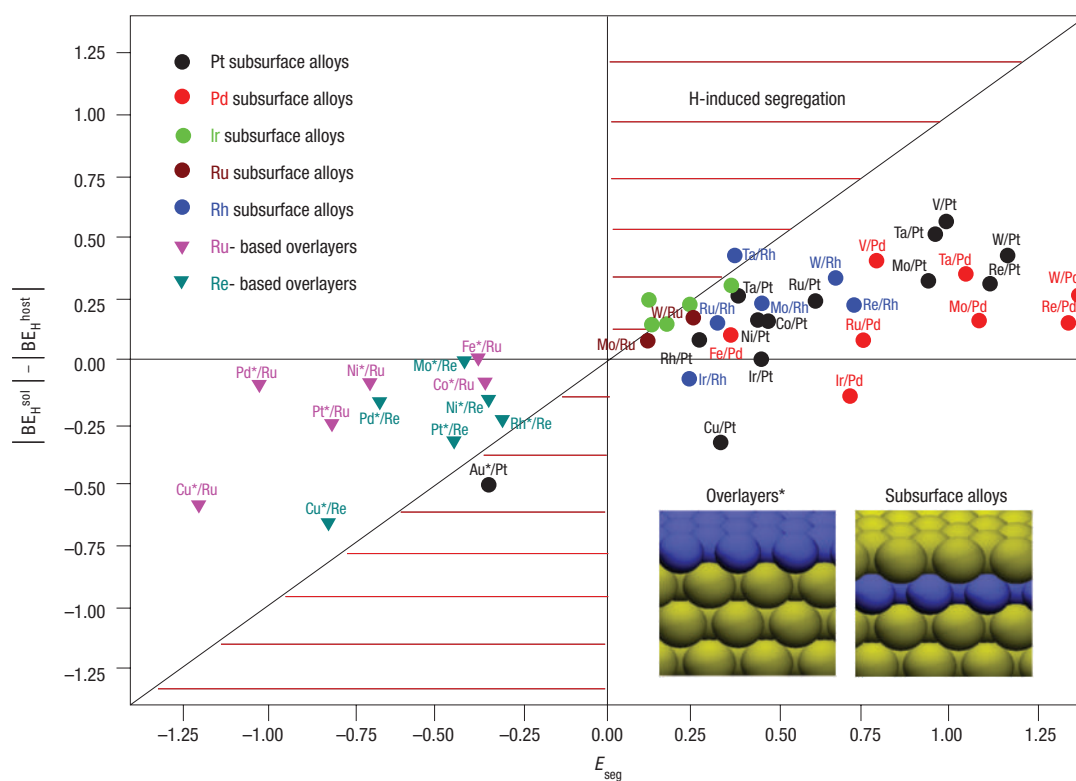 1.25
1.00
0.75
0.50
0.25
0.00
−0.25
−0.50
−0.75
−1.00
−1.25
|BE_H^sol| − |BE_H^host|
Pt subsurface alloys
Pd subsurface alloys
Ir subsurface alloys
Ru subsurface alloys
Rh subsurface alloys
Ru- based overlayers
Re- based overlayers
H-induced segregation
V/Pt
Ta/Pt
W/Pt
V/Pd
Ta/Rh
W/Rh
Mo/Pt
Ta/Pd
Re/Pt
W/Pd
Ta/Pt
Ru/Pt
W/Ru
Ru/Rh
Mo/Rh
Re/Rh
Mo/Pd
Re/Pd
Co/Pt
Ru/Pd
Mo/Ru
Ni/Pt
Fe/Pd
Rh/Pt
Ir/Pt
Ir/Rh
Ir/Pd
Cu/Pt
Fe*/Ru
Mo*/Re
Pd*/Ru
Ni*/Ru
Co*/Ru
Pt*/Ru
Pd*/Re
Ni*/Re
Pt*/Re
Rh*/Re
Au*/Pt
Cu*/Ru
Cu*/Re
Overlayers*
Subsurface alloys
−1.25
−1.00
−0.75
−0.50
−0.25
0.00
0.25
0.50
0.75
1.00
1.25
E_seg